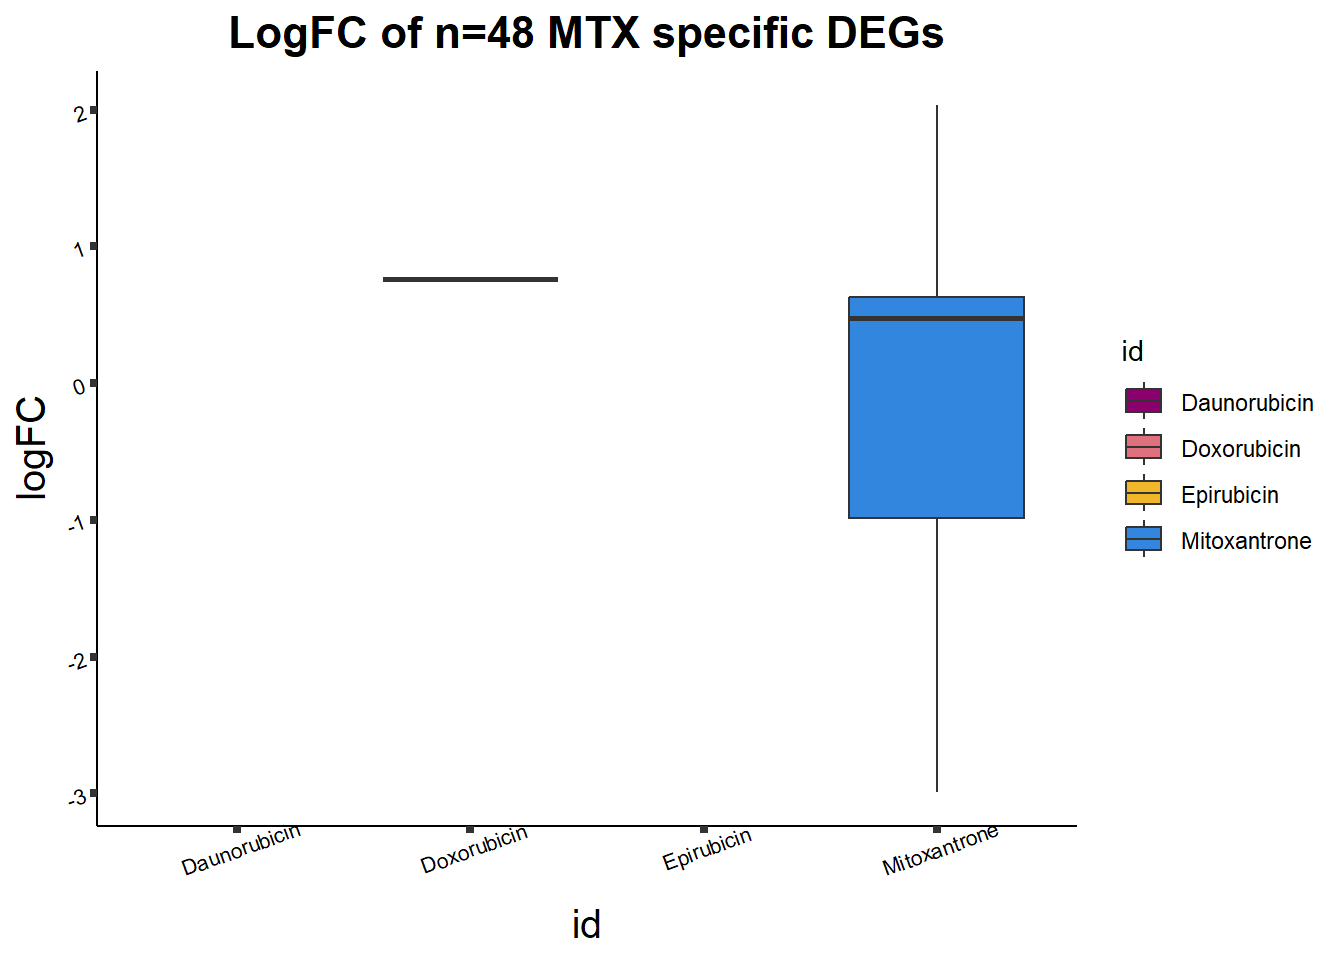 LogFC of n=48 MTX specific DEGs
logFC
2
1
0
-1
-2
-3
Daunorubicin
Doxorubicin
Epirubicin
Mitoxantrone
id
id
Daunorubicin
Doxorubicin
Epirubicin
Mitoxantrone